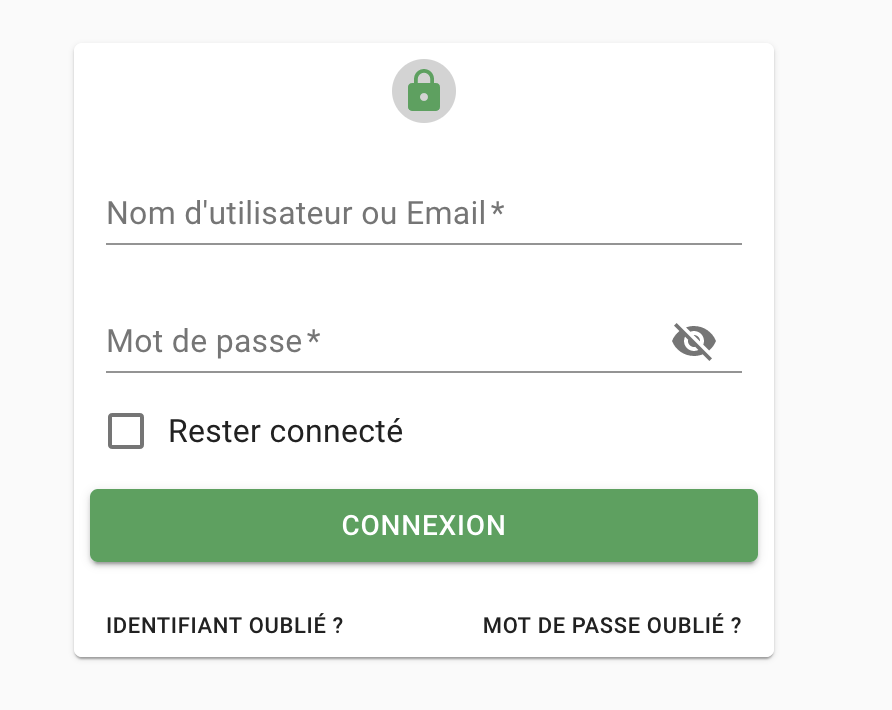 Nom d'utilisateur ou Email*
Mot de passe*
Rester connecté
CONNEXION
IDENTIFIANT OUBLIÉ ?
MOT DE PASSE OUBLIÉ ?